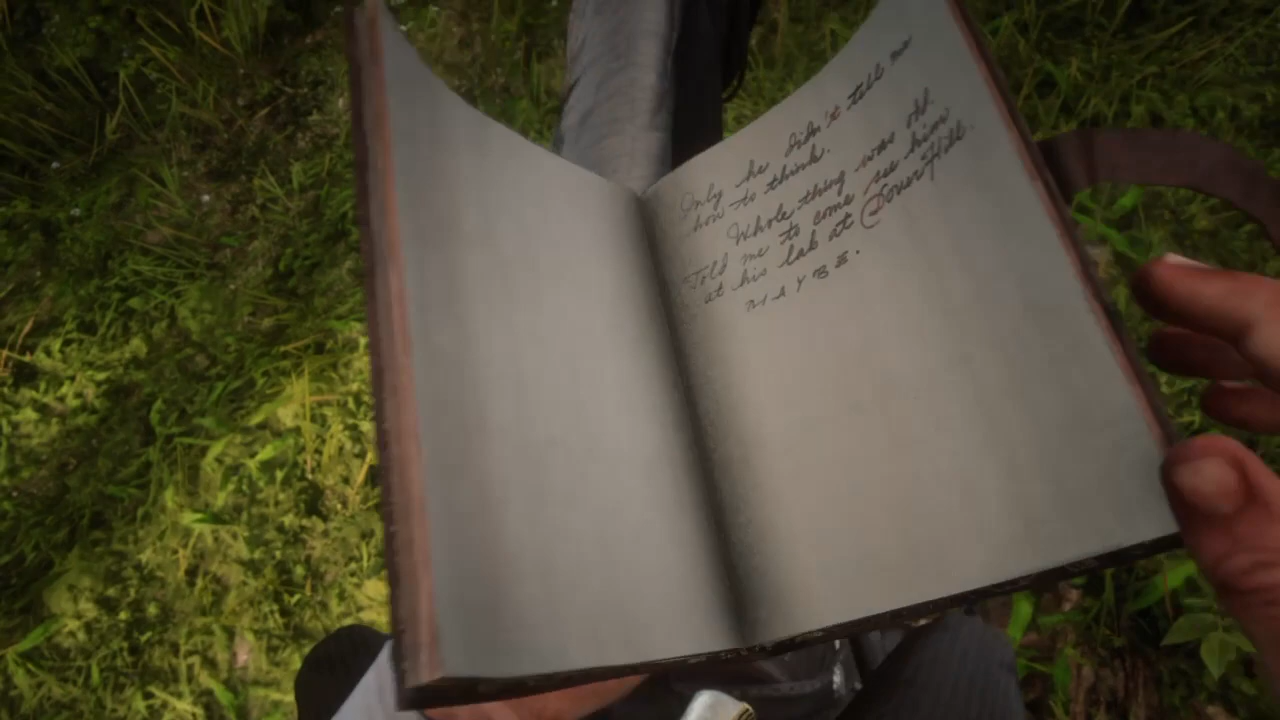 Only he didn't tell me
how to think.
Whole thing was odd.
Told me to come see him
at his lab at Doverhill.
MAYBE.